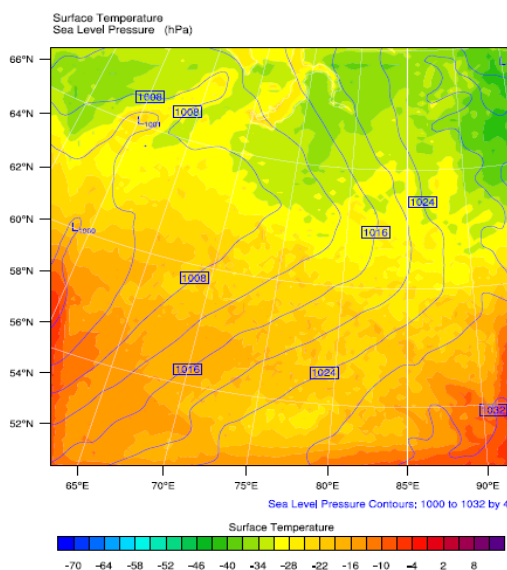 Surface Temperature
Sea Level Pressure (hPa)
66°N
64°N
62°N
60°N
58°N
56°N
54°N
52°N
L
1008
1008
L
1024
1016
L
1008
1016
1024
1032
65°E 70°E 75°E 80°E 85°E 90°E
Sea Level Pressure Contours: 1000 to 1032 by 4
Surface Temperature
-70 -64 -58 -52 -46 -40 -34 -28 -22 -16 -10 -4 2 8